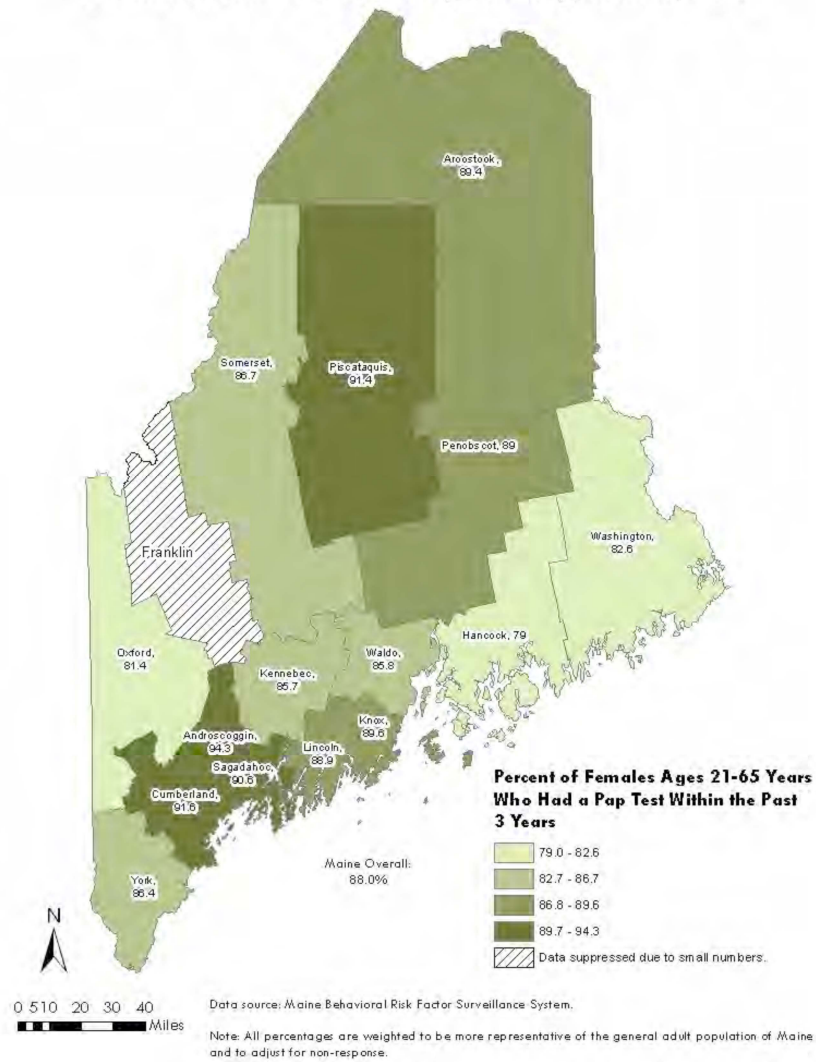 Aroostook,
89.4
Somerset,
86.7
Piscataquis,
91.4
Penobscot, 89
Washington,
82.6
Franklin
Hancock, 79
Oxford,
81.4
Waldo,
85.8
Kennebec,
85.7
Knox,
89.6
Androscoggin,
94.3
Lincoln,
88.9
Sagadahoc,
90.6
Cumberland,
91.6
York,
86.4
Maine Overall:
88.0%
Percent of Females Ages 21-65 Years
Who Had a Pap Test Within the Past
3 Years
79.0 - 82.6
82.7 - 86.7
86.8 - 89.6
89.7 - 94.3
Data suppressed due to small numbers.
N
0 5 10 20 30 40
Miles
Data source: Maine Behavioral Risk Factor Surveillance System.
Note: All percentages are weighted to be more representative of the general adult population of Maine
and to adjust for non-response.